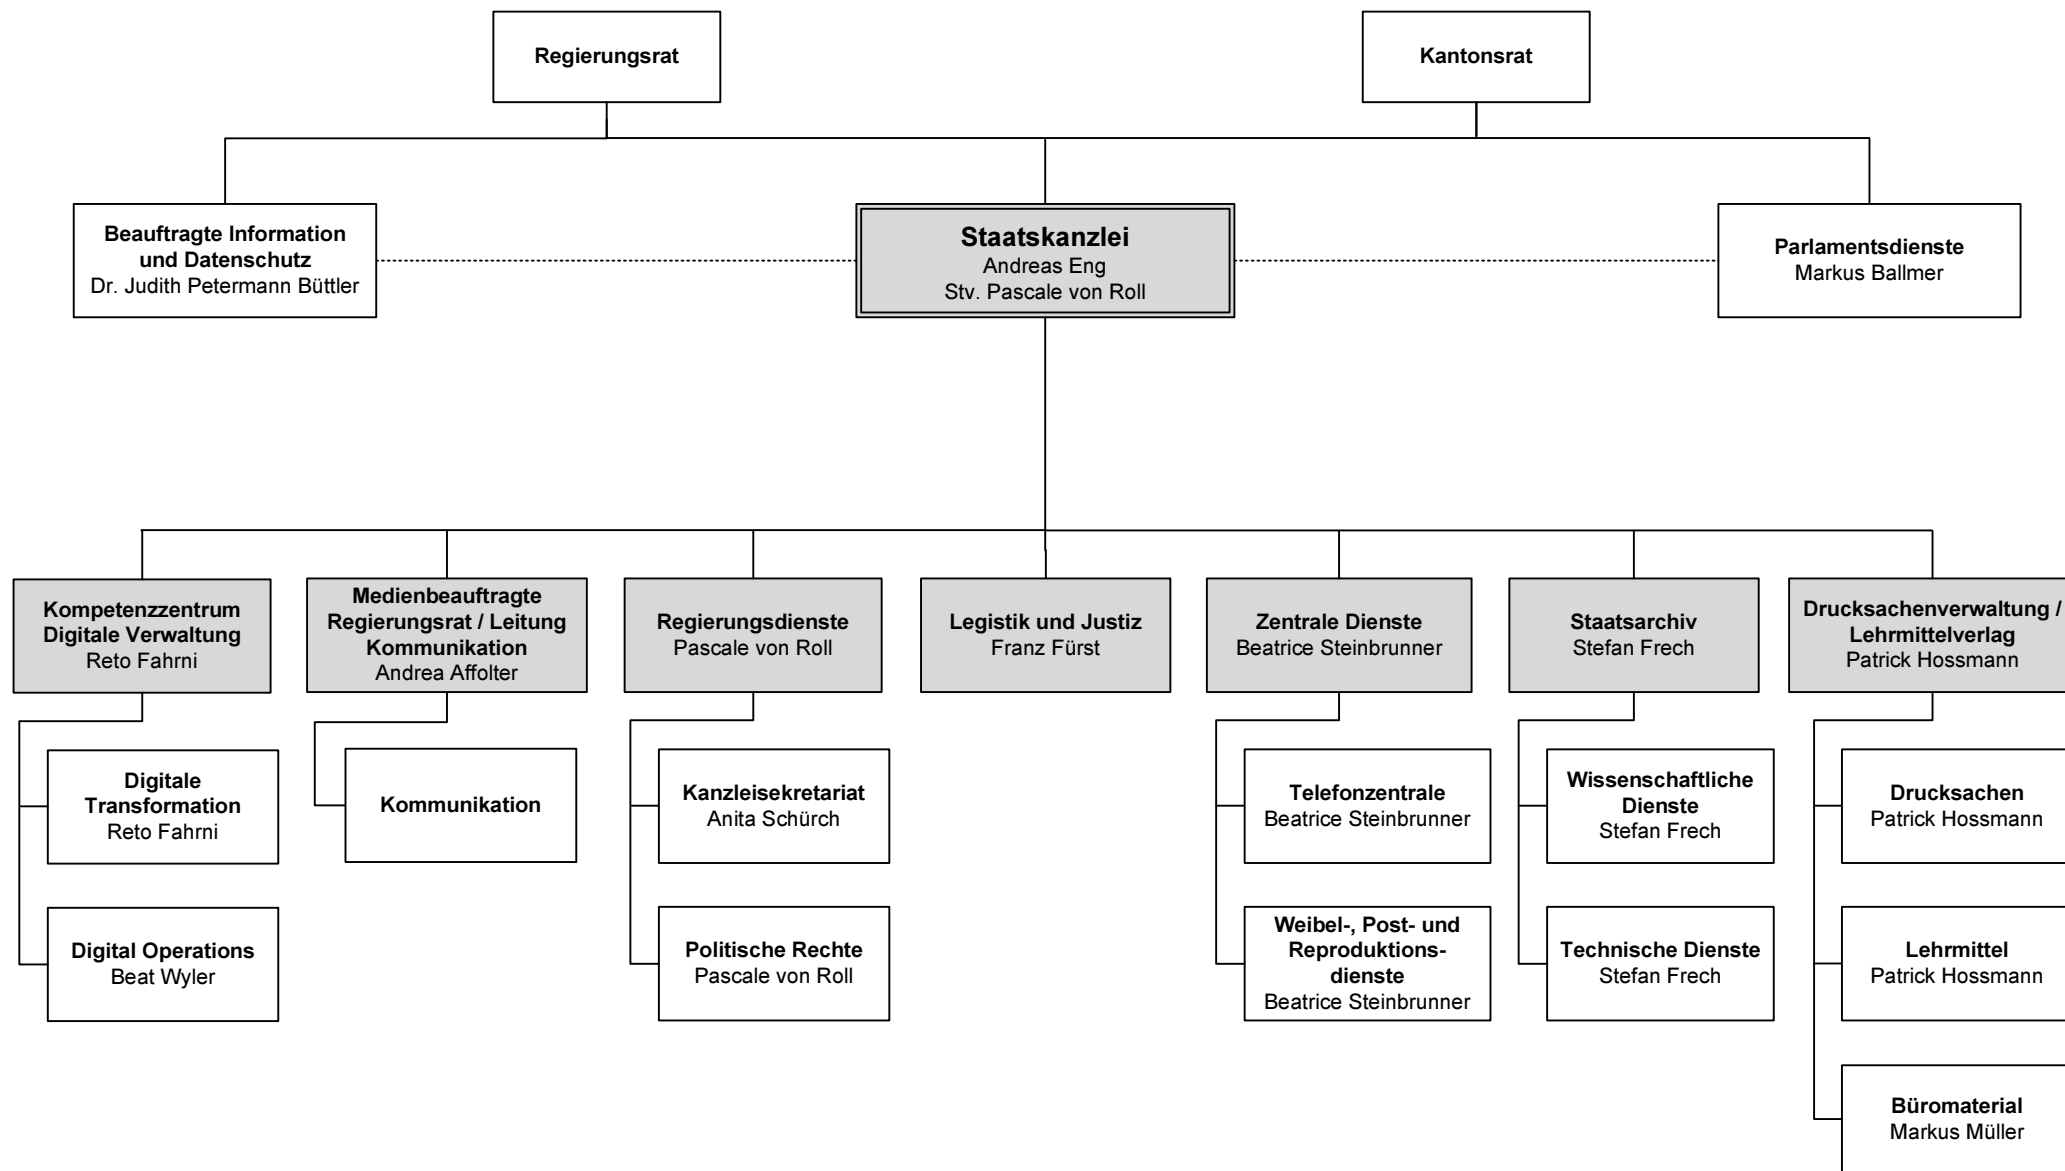 Regierungsrat
Kantonsrat
Beauftragte Information
und Datenschutz
Dr. Judith Petermann Büttler
Staatskanzlei
Andreas Eng
Stv. Pascale von Roll
Parlamentsdienste
Markus Ballmer
Kompetenzzentrum
Digitale Verwaltung
Reto Fahrni
Medienbeauftragte
Regierungsrat / Leitung
Kommunikation
Andrea Affolter
Regierungsdienste
Pascale von Roll
Legistik und Justiz
Franz Fürst
Zentrale Dienste
Beatrice Steinbrunner
Staatsarchiv
Stefan Frech
Drucksachenverwaltung /
Lehrmittelverlag
Patrick Hossmann
Digitale
Transformation
Reto Fahrni
Kommunikation
Kanzleisekretariat
Anita Schürch
Telefonzentrale
Beatrice Steinbrunner
Wissenschaftliche
Dienste
Stefan Frech
Drucksachen
Patrick Hossmann
Digital Operations
Beat Wyler
Politische Rechte
Pascale von Roll
Weibel-, Post- und
Reproduktions-
dienste
Beatrice Steinbrunner
Technische Dienste
Stefan Frech
Lehrmittel
Patrick Hossmann
Büromaterial
Markus Müller